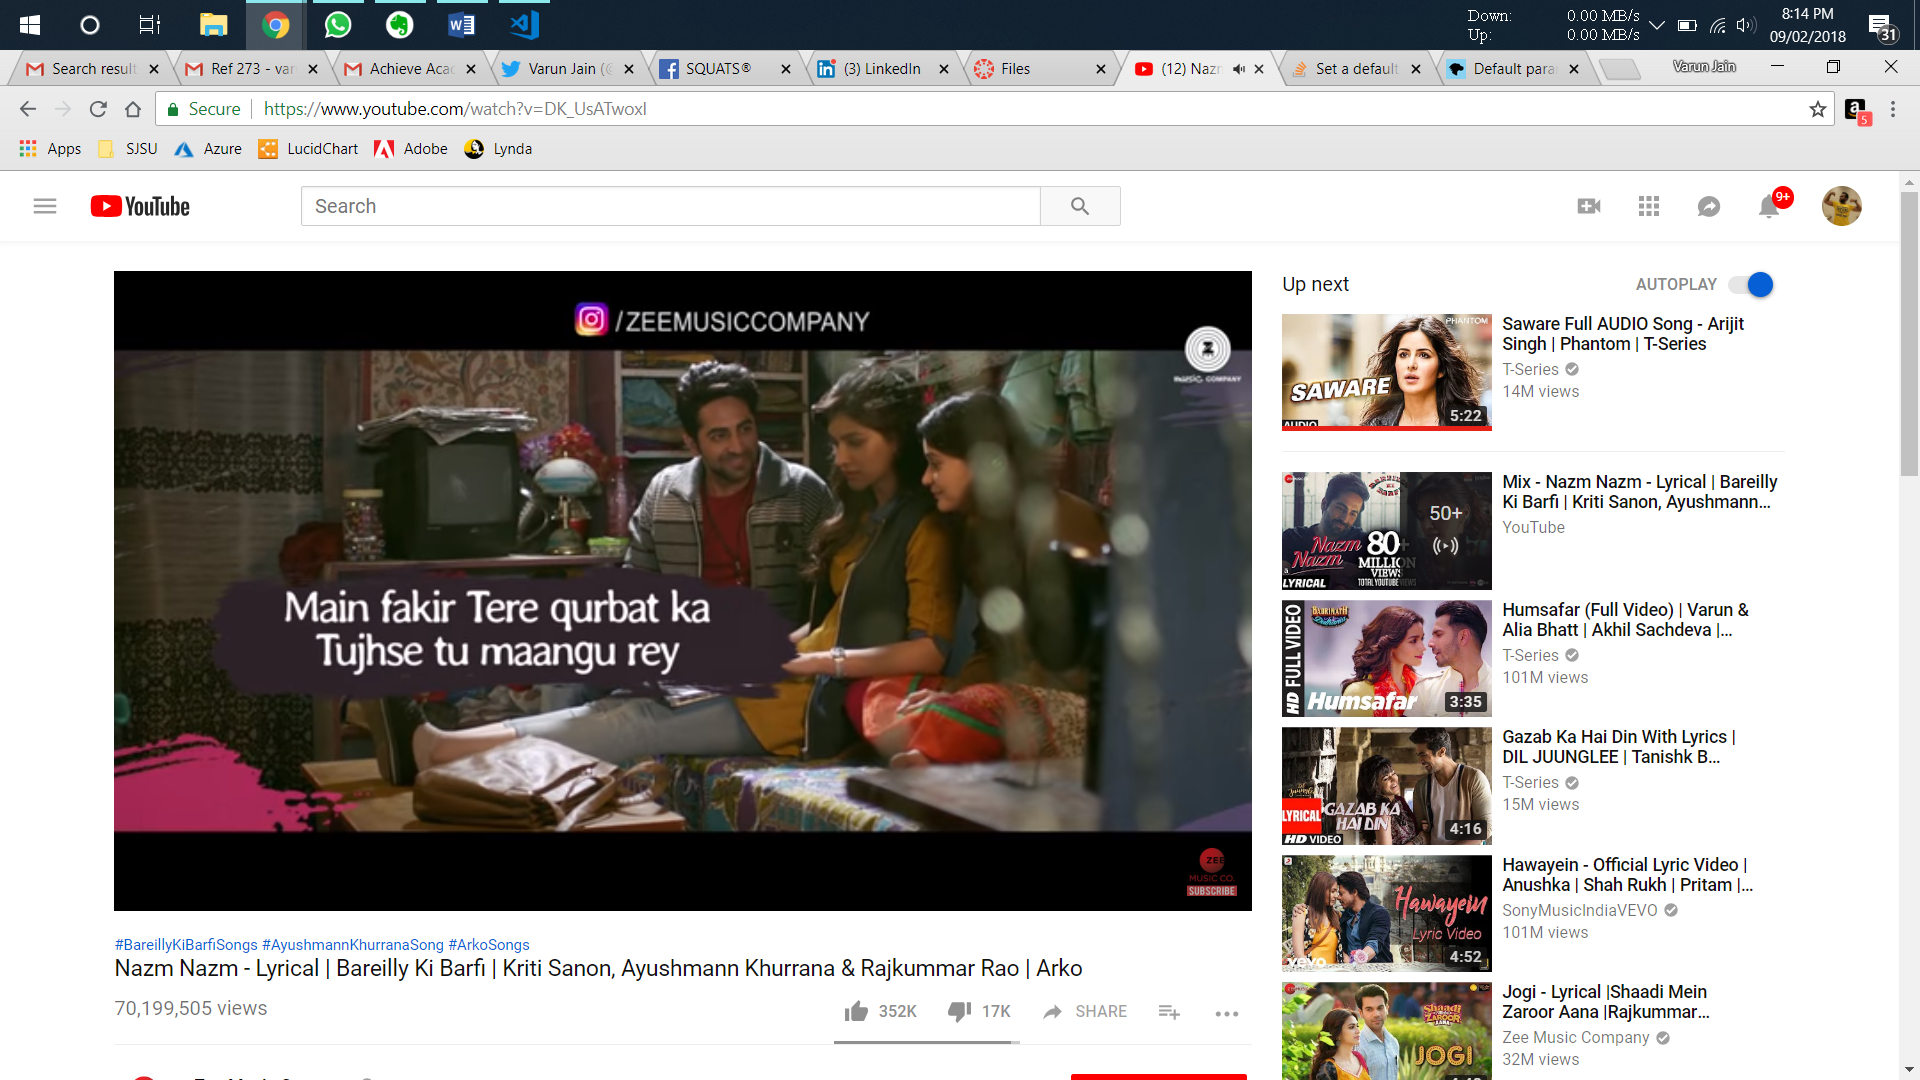 Down: 0.00 MB/s
Up: 0.00 MB/s
8:14 PM
09/02/2018
31
Search result
Ref 273 - var
Achieve Aca
Varun Jain (@
SQUATS®
(3) LinkedIn
Files
(12) Nazm
Set a default
Default para
Varun Jain
Secure
https://www.youtube.com/watch?v=DK_UsATwoxI
5
Apps
SJSU
Azure
LucidChart
Adobe
Lynda
YouTube
Search
9+
/ZEEMUSICCOMPANY
Z
MUSIC COMPANY
Main fakir Tere qurbat ka
Tujhse tu maangu rey
ZEE
MUSIC CO.
SUBSCRIBE
#BareillyKiBarfiSongs #AyushmannKhurranaSong #ArkoSongs
Nazm Nazm - Lyrical | Bareilly Ki Barfi | Kriti Sanon, Ayushmann Khurrana & Rajkummar Rao | Arko
70,199,505 views
352K
17K
SHARE
Up next
AUTOPLAY
PHANTOM
SAWARE
AUDIO
5:22
Saware Full AUDIO Song - Arijit
Singh | Phantom | T-Series
T-Series
14M views
Nazm
Nazm
80+
MILLION
VIEWS
TOTAL YOUTUBE VIEWS
LYRICAL
50+
Mix - Nazm Nazm - Lyrical | Bareilly
Ki Barfi | Kriti Sanon, Ayushmann...
YouTube
HD FULL VIDEO
BADRINATH
Humsafar
3:35
Humsafar (Full Video) | Varun &
Alia Bhatt | Akhil Sachdeva |...
T-Series
101M views
LYRICAL
GAZAB KA
HAI DIN
HD VIDEO
4:16
Gazab Ka Hai Din With Lyrics |
DIL JUUNGLEE | Tanishk B...
T-Series
15M views
Hawayein
Lyric Video
vevo
4:52
Hawayein - Official Lyric Video |
Anushka | Shah Rukh | Pritam |...
SonyMusicIndiaVEVO
101M views
Shaadi
JOGI
Jogi - Lyrical |Shaadi Mein
Zaroor Aana |Rajkummar...
Zee Music Company
32M views